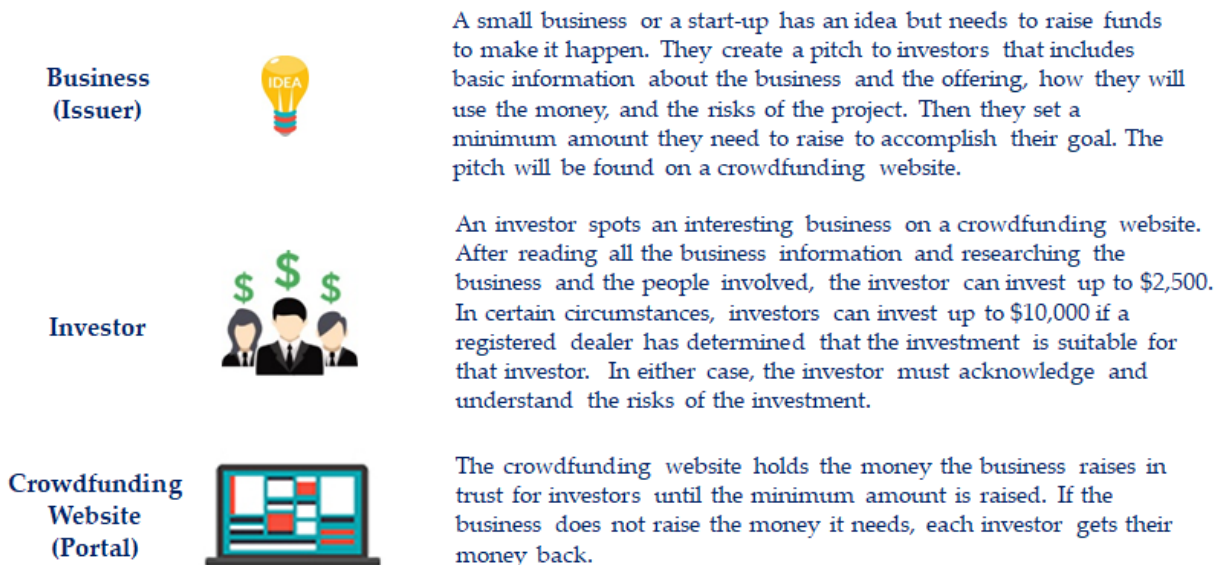 Business
(Issuer)
IDEA
A small business or a start-up has an idea but needs to raise funds
to make it happen. They create a pitch to investors that includes
basic information about the business and the offering, how they will
use the money, and the risks of the project. Then they set a
minimum amount they need to raise to accomplish their goal. The
pitch will be found on a crowdfunding website.
Investor
$ $ $
An investor spots an interesting business on a crowdfunding website.
After reading all the business information and researching the
business and the people involved, the investor can invest up to $2,500.
In certain circumstances, investors can invest up to $10,000 if a
registered dealer has determined that the investment is suitable for
that investor. In either case, the investor must acknowledge and
understand the risks of the investment.
Crowdfunding
Website
(Portal)
The crowdfunding website holds the money the business raises in
trust for investors until the minimum amount is raised. If the
business does not raise the money it needs, each investor gets their
money back.